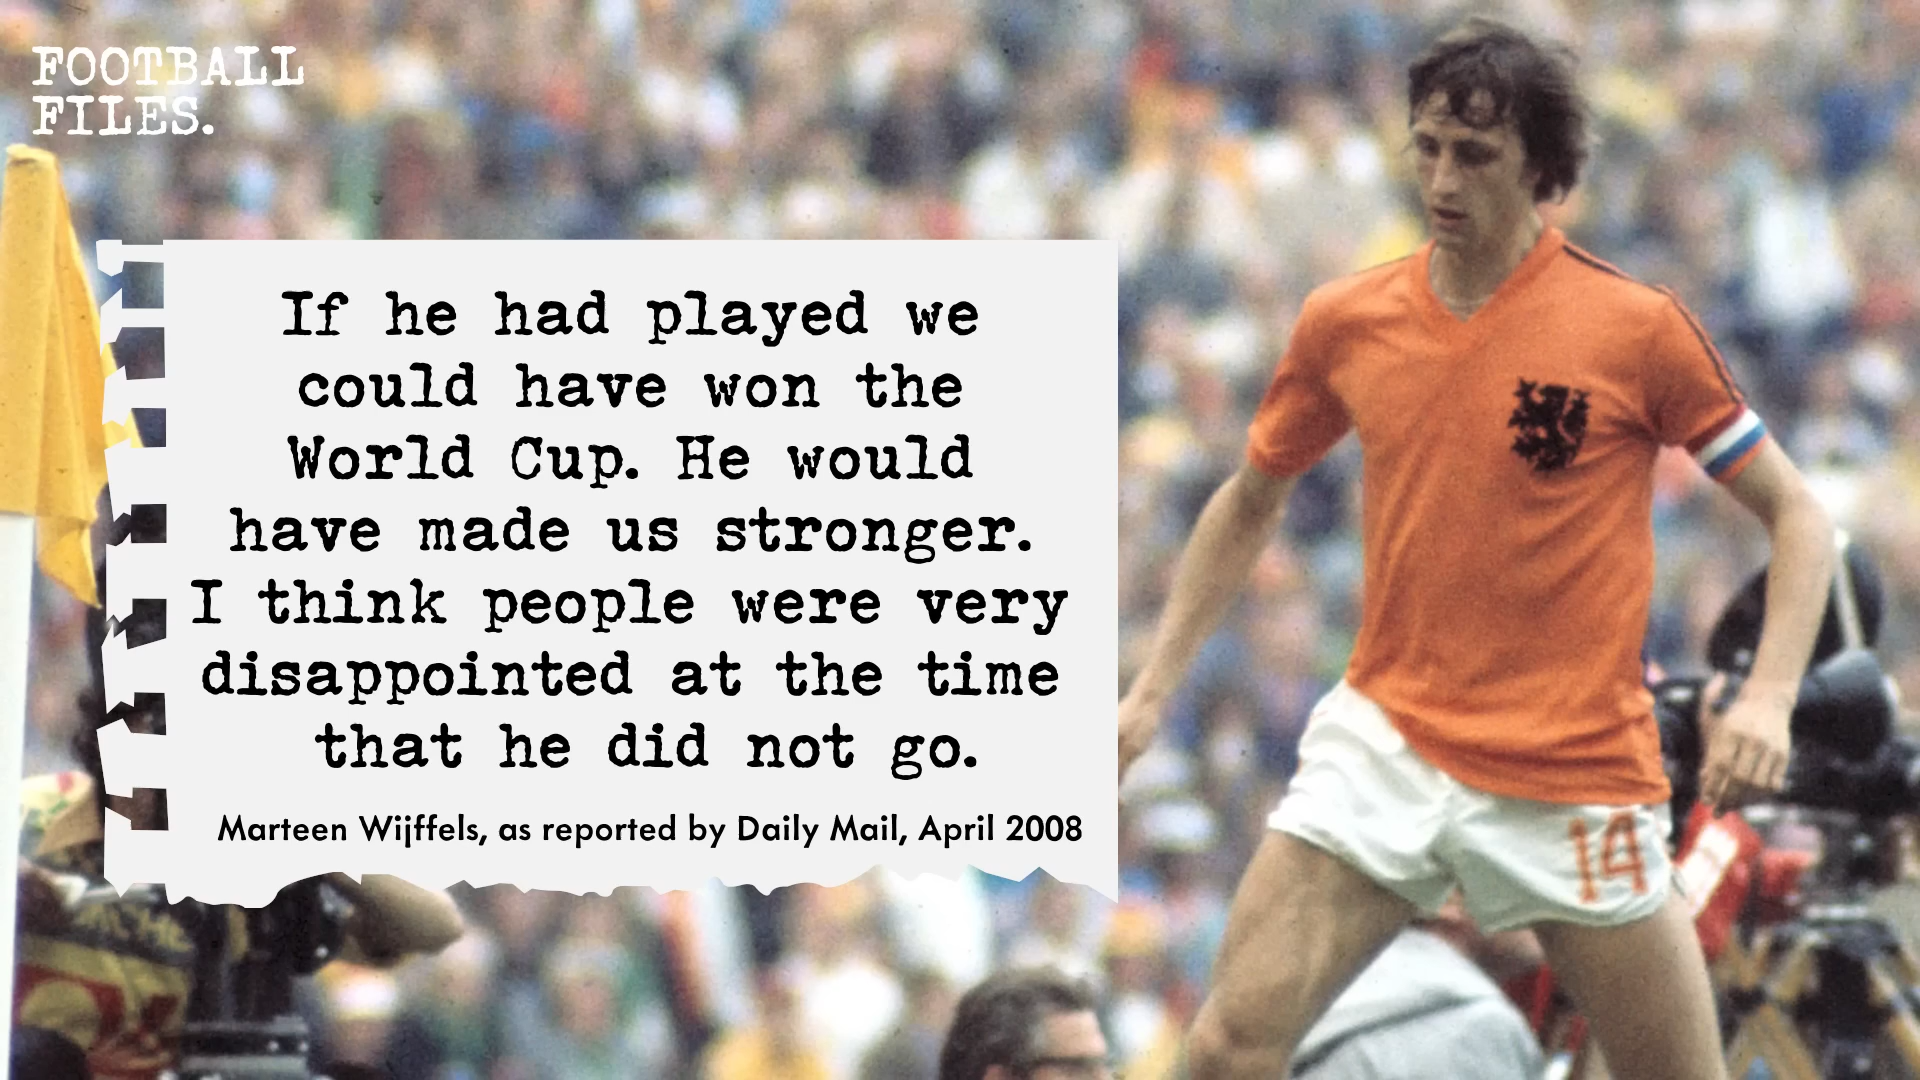 FOOTBALL
FILES.
If he had played we
could have won the
World Cup. He would
have made us stronger.
I think people were very
disappointed at the time
that he did not go.
Marteen Wijffels, as reported by Daily Mail, April 2008
14